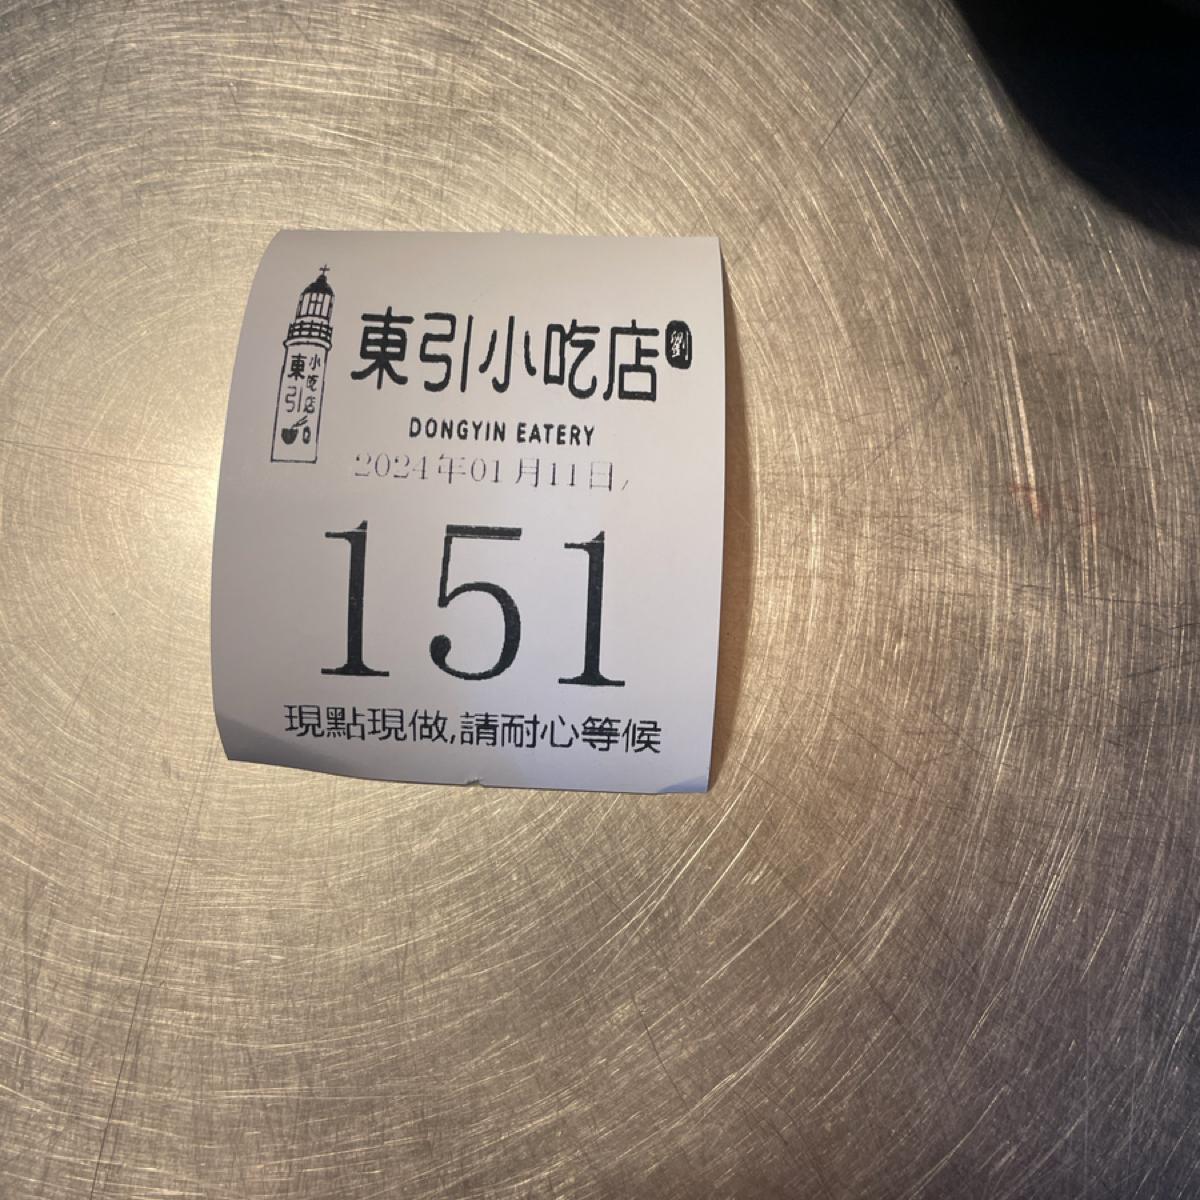 東引小吃店 劉
東引
小吃店
DONGYIN EATERY
2024年01月11日,
151
現點現做,請耐心等候